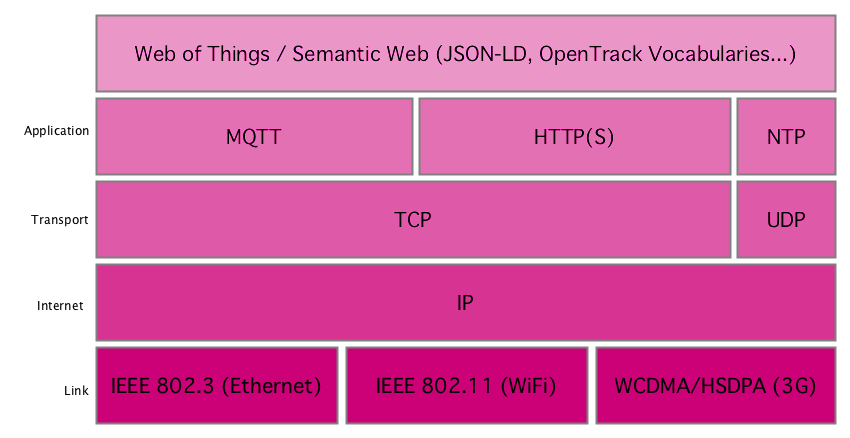 Web of Things / Semantic Web (JSON-LD, OpenTrack Vocabularies...)
Application
MQTT
HTTP(S)
NTP
Transport
TCP
UDP
Internet
IP
Link
IEEE 802.3 (Ethernet)
IEEE 802.11 (WiFi)
WCDMA/HSDPA (3G)